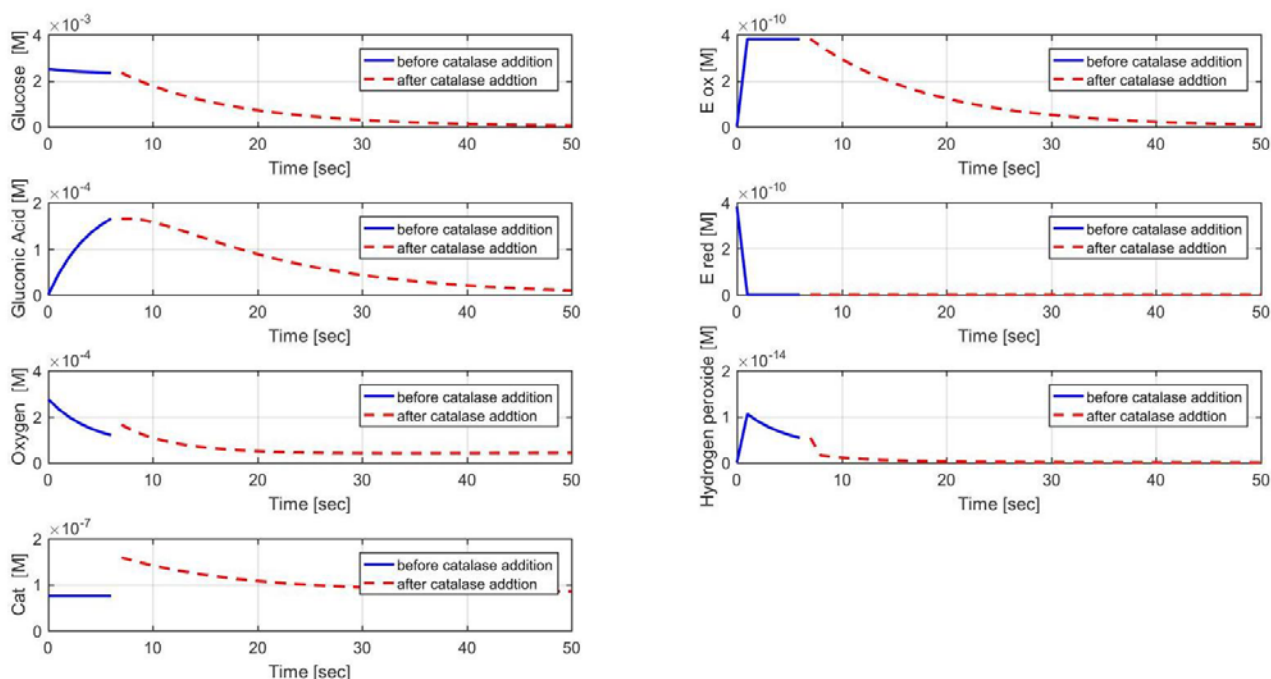 ×10⁻³
4
2
0
Glucose [M]
before catalase addition
after catalase addtion
0 10 20 30 40 50
Time [sec]
×10⁻⁴
2
1
0
Gluconic Acid [M]
before catalase addition
after catalase addtion
0 10 20 30 40 50
Time [sec]
×10⁻⁴
4
2
0
Oxygen [M]
before catalase addition
after catalase addtion
0 10 20 30 40 50
Time [sec]
×10⁻⁷
2
1
0
Cat [M]
before catalase addition
after catalase addtion
0 10 20 30 40 50
Time [sec]
×10⁻¹⁰
4
2
0
E ox [M]
before catalase addition
after catalase addtion
0 10 20 30 40 50
Time [sec]
×10⁻¹⁰
4
2
0
E red [M]
before catalase addition
after catalase addtion
0 10 20 30 40 50
Time [sec]
×10⁻¹⁴
2
1
0
Hydrogen peroxide [M]
before catalase addition
after catalase addtion
0 10 20 30 40 50
Time [sec]